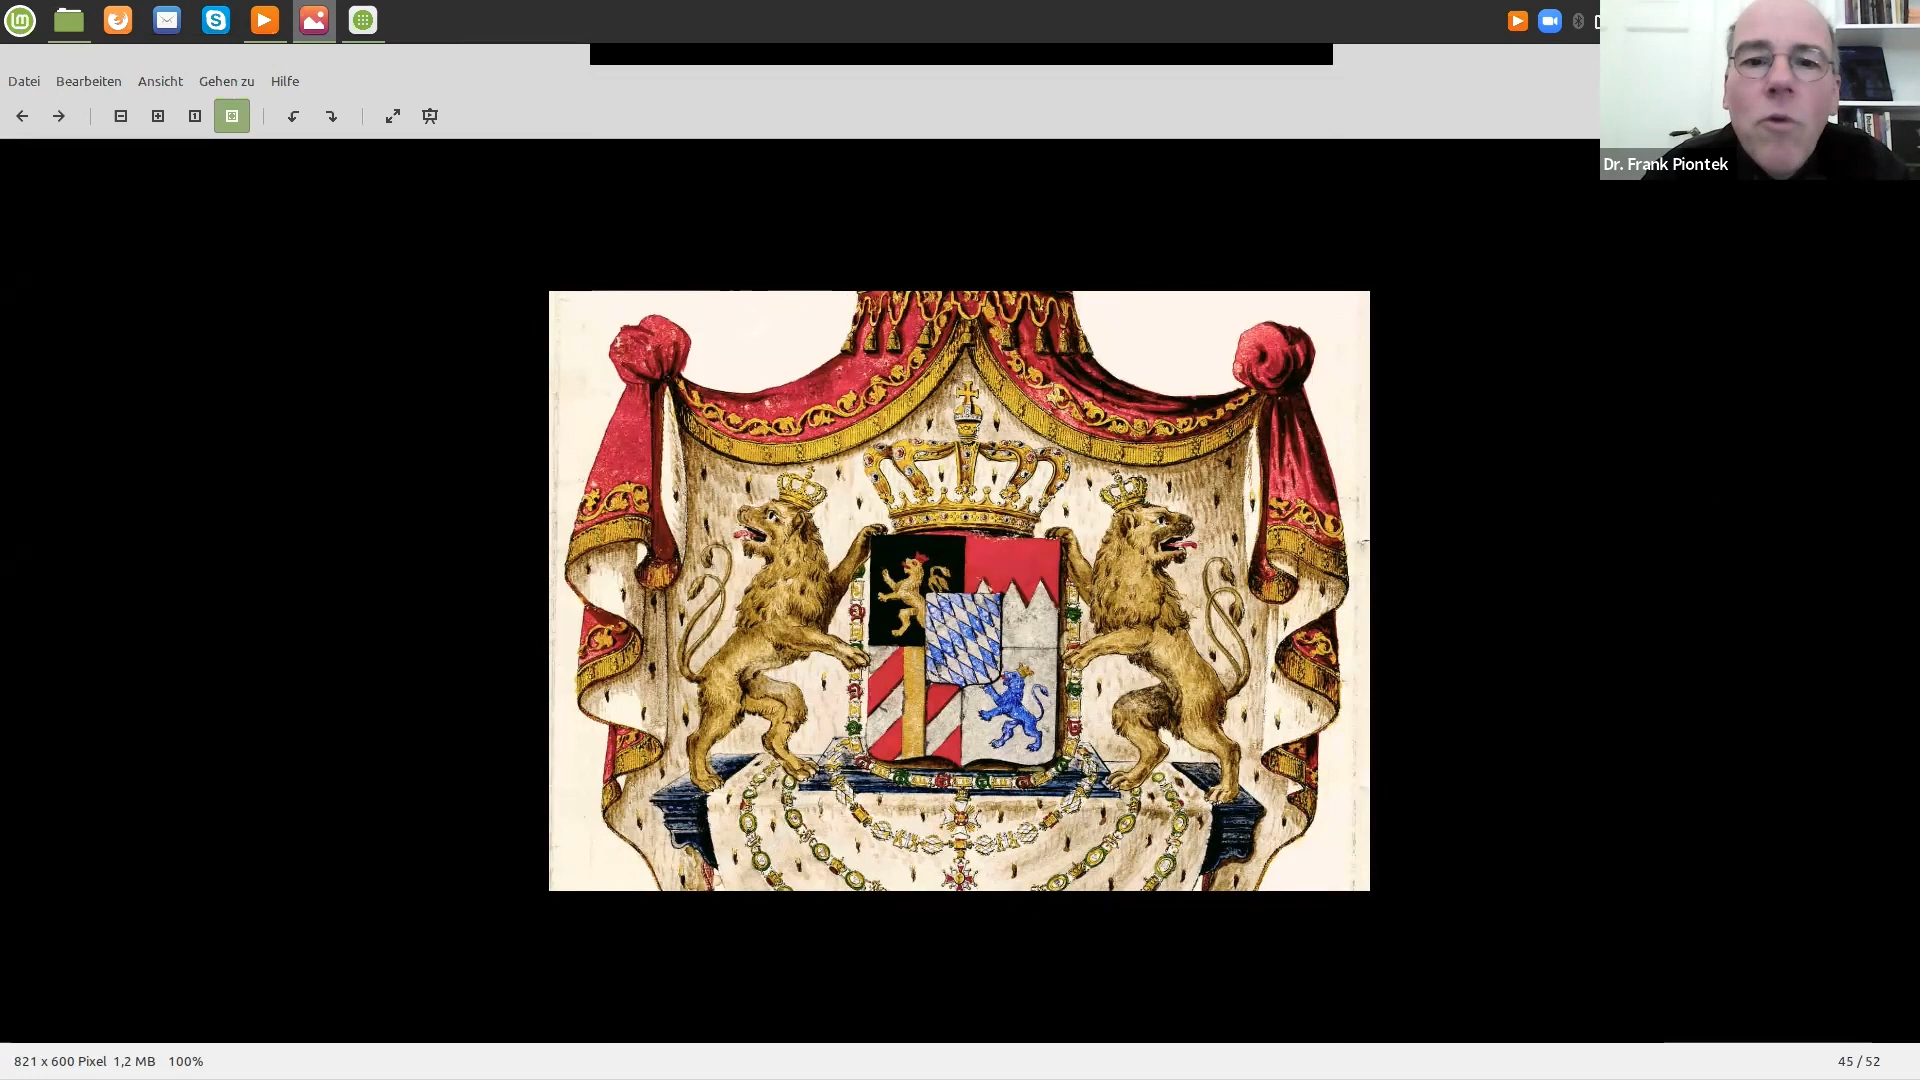 Dr. Frank Piontek
Datei Bearbeiten Ansicht Gehen zu Hilfe
821 x 600 Pixel 1,2 MB 100%
45 / 52